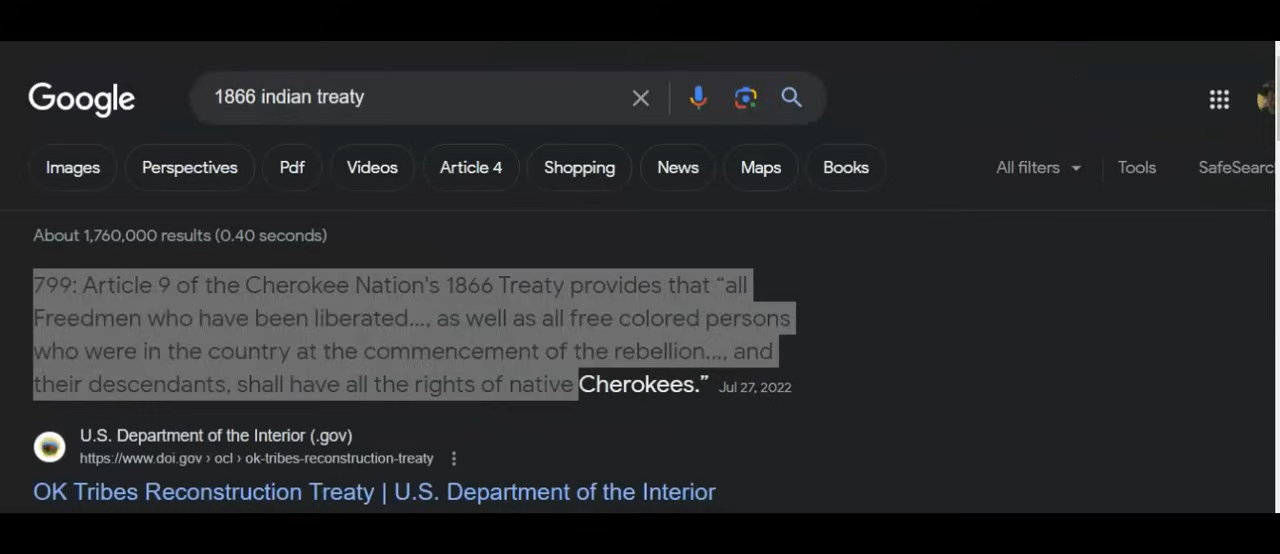 Google
1866 indian treaty
Images Perspectives Pdf Videos Article 4 Shopping News Maps Books All filters Tools SafeSearc
About 1,760,000 results (0.40 seconds)
799: Article 9 of the Cherokee Nation's 1866 Treaty provides that “all
Freedmen who have been liberated..., as well as all free colored persons
who were in the country at the commencement of the rebellion..., and
their descendants, shall have all the rights of native Cherokees.” Jul 27, 2022
U.S. Department of the Interior (.gov)
https://www.doi.gov › ocl › ok-tribes-reconstruction-treaty
OK Tribes Reconstruction Treaty | U.S. Department of the Interior